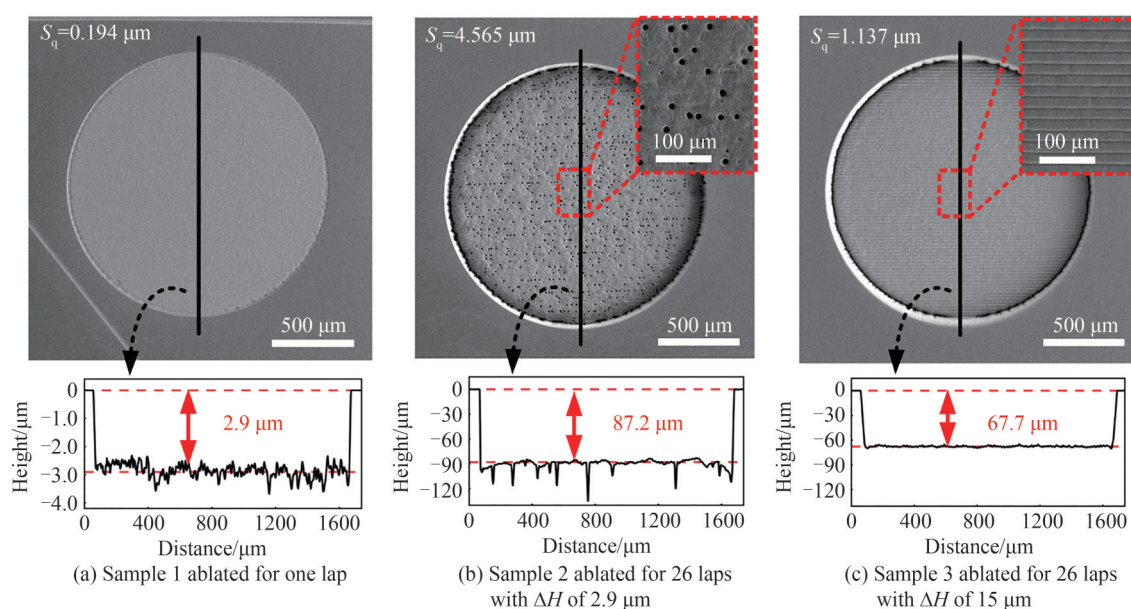 Sq=0.194 μm
500 μm
Height/μm
0
−1.0
−2.0
−3.0
−4.0
2.9 μm
0 400 800 1200 1600
Distance/μm
(a) Sample 1 ablated for one lap
Sq=4.565 μm
100 μm
500 μm
Height/μm
0
−30
−60
−90
−120
87.2 μm
0 400 800 1200 1600
Distance/μm
(b) Sample 2 ablated for 26 laps
with ΔH of 2.9 μm
Sq=1.137 μm
100 μm
500 μm
Height/μm
0
−30
−60
−90
−120
67.7 μm
0 400 800 1200 1600
Distance/μm
(c) Sample 3 ablated for 26 laps
with ΔH of 15 μm